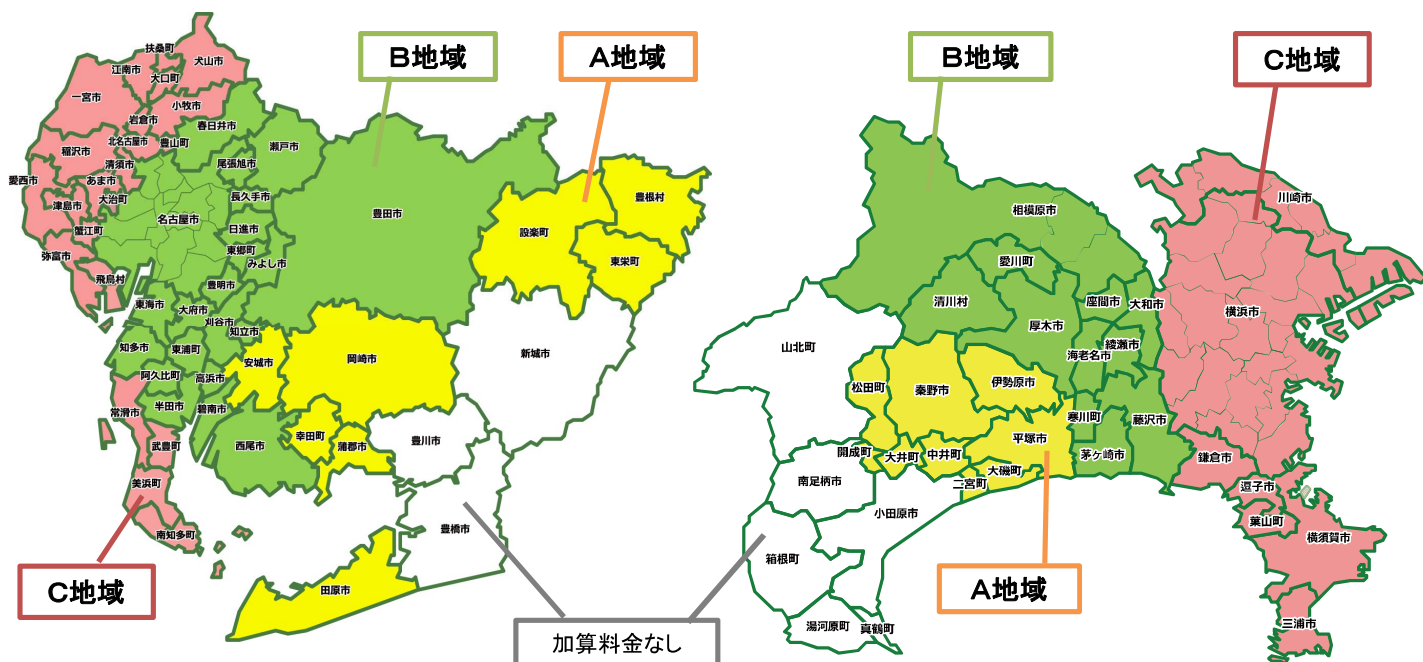 B地域
A地域
B地域
C地域
扶桑町
犬山市
江南市
大口町
一宮市
小牧市
岩倉市
春日井市
北名古屋市
豊山町
瀬戸市
稲沢市
清須市
尾張旭市
愛西市
あま市
長久手市
津島市
大治町
名古屋市
蟹江町
日進市
豊田市
弥富市
東郷町
みよし市
飛島村
豊明市
東海市
大府市
刈谷市
知立市
知多市
東浦町
安城市
岡崎市
阿久比町
高浜市
半田市
碧南市
常滑市
武豊町
西尾市
幸田町
蒲郡市
豊川市
美浜町
南知多町
豊橋市
田原市
新城市
設楽町
豊根村
東栄町
C地域
加算料金なし
川崎市
相模原市
愛川町
清川村
座間市
大和市
厚木市
横浜市
綾瀬市
海老名市
山北町
松田町
秦野市
伊勢原市
寒川町
藤沢市
平塚市
開成町
大井町
中井町
茅ヶ崎市
鎌倉市
大磯町
二宮町
南足柄市
逗子市
小田原市
葉山町
横須賀市
箱根町
A地域
湯河原町
真鶴町
三浦市